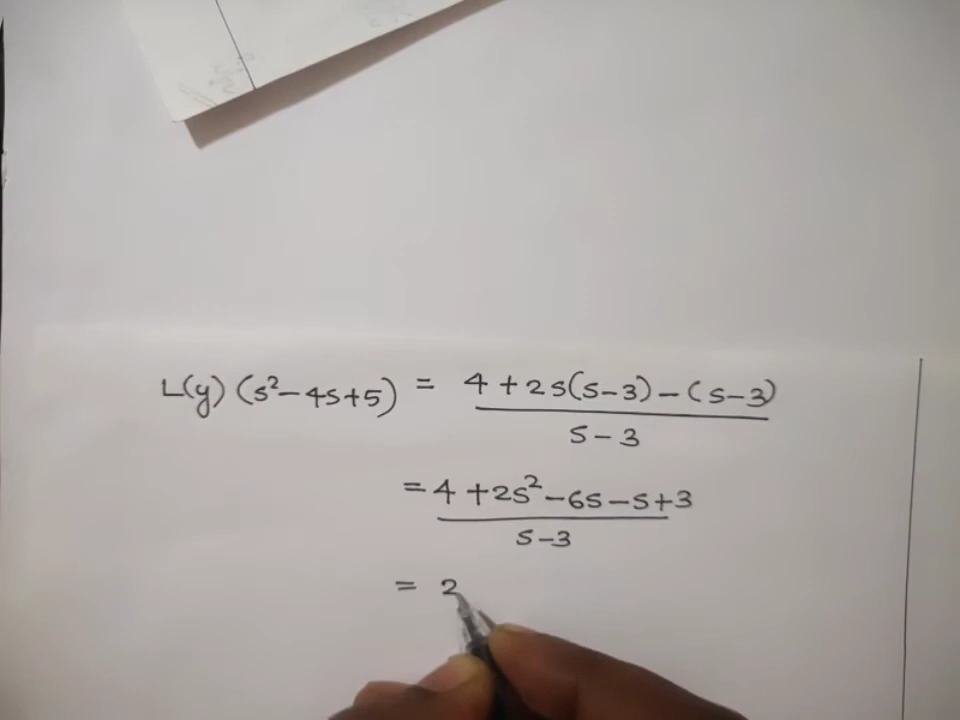 L(y) (s²-4s+5) = 4+2s(s-3)-(s-3)
s-3
=4+2s²-6s-s+3
s-3
= 2